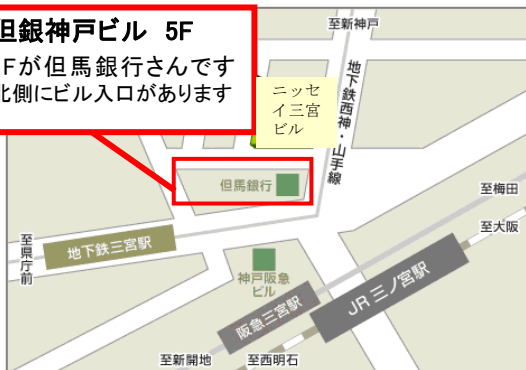 但銀神戸ビル 5F
Fが但馬銀行さんです
北側にビル入口があります
至新神戸
地下鉄西神・山手線
ニッセ
イ三宮
ビル
但馬銀行
至梅田
至大阪
至県庁前
地下鉄三宮駅
神戸阪急
ビル
JR三ノ宮駅
阪急三宮駅
至新開地
至西明石